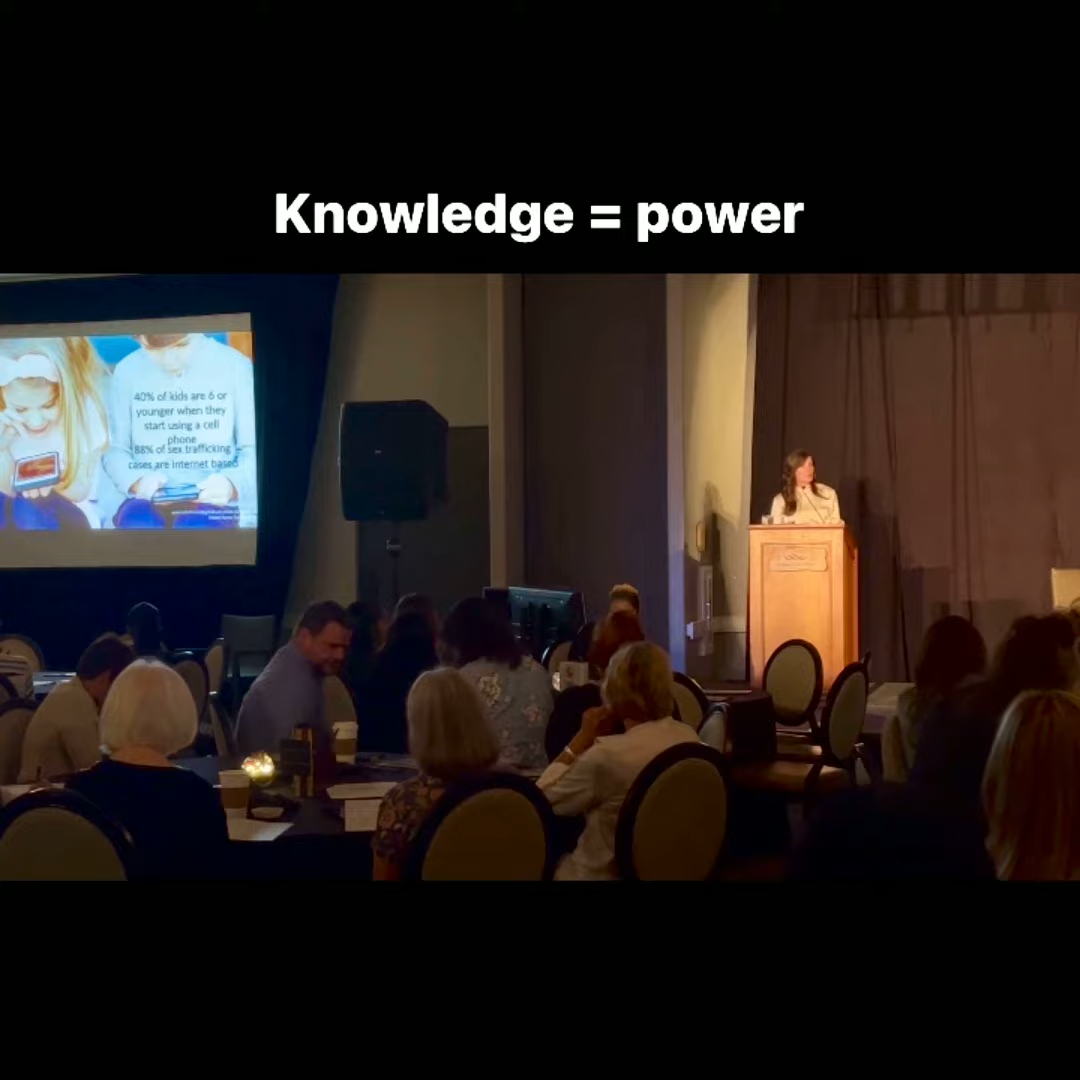 Knowledge = power
40% of kids are 6 or
younger when they
start using a cell
phone
88% of sex trafficking
cases are internet based